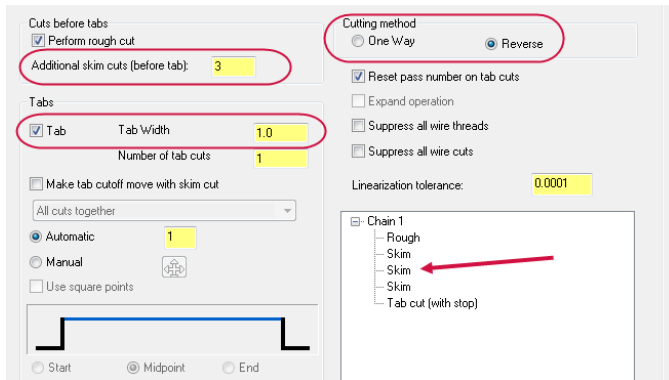 Cuts before tabs
Perform rough cut
Additional skim cuts (before tab): 3
Tabs
Tab Tab Width 1.0
Number of tab cuts 1
Make tab cutoff move with skim cut
All cuts together
Automatic 1
Manual
Use square points
Start Midpoint End
Cutting method
One Way Reverse
Reset pass number on tab cuts
Expand operation
Suppress all wire threads
Suppress all wire cuts
Linearization tolerance: 0.0001
Chain 1
Rough
Skim
Skim
Skim
Tab cut (with stop)